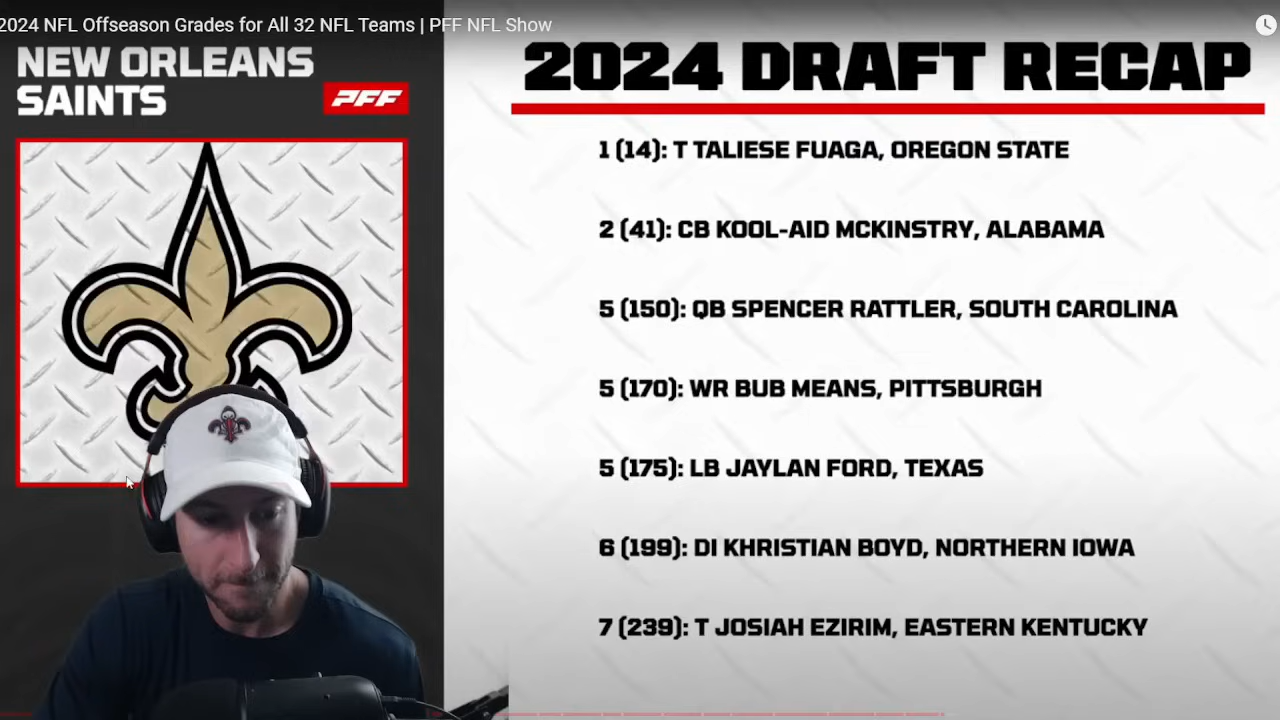 2024 NFL Offseason Grades for All 32 NFL Teams | PFF NFL Show
NEW ORLEANS
SAINTS
PFF
2024 DRAFT RECAP
1 (14): T TALIESE FUAGA, OREGON STATE
2 (41): CB KOOL-AID MCKINSTRY, ALABAMA
5 (150): QB SPENCER RATTLER, SOUTH CAROLINA
5 (170): WR BUB MEANS, PITTSBURGH
5 (175): LB JAYLAN FORD, TEXAS
6 (199): DI KHRISTIAN BOYD, NORTHERN IOWA
7 (239): T JOSIAH EZIRIM, EASTERN KENTUCKY